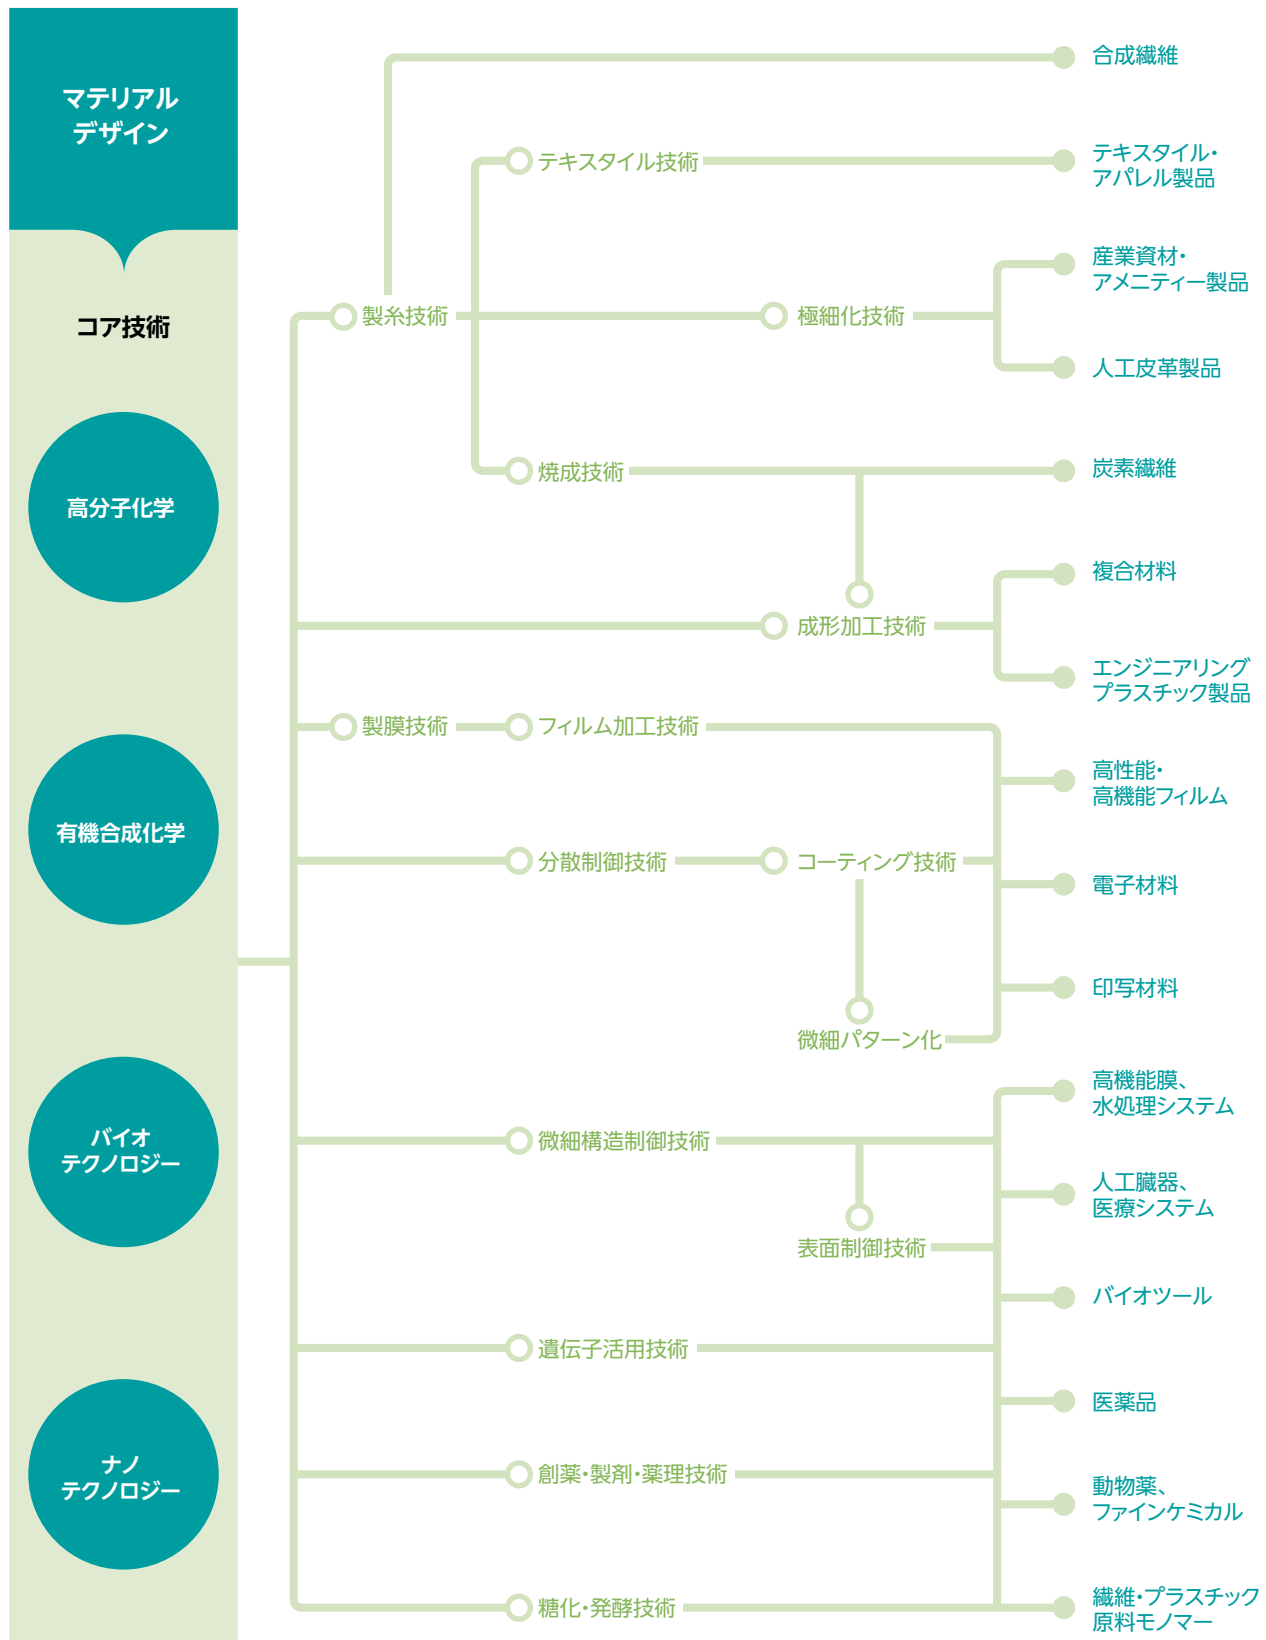 マテリアル
デザイン
コア技術
高分子化学
有機合成化学
バイオ
テクノロジー
ナノ
テクノロジー
製糸技術
製膜技術
テキスタイル技術
焼成技術
フィルム加工技術
分散制御技術
微細構造制御技術
遺伝子活用技術
創薬・製剤・薬理技術
糖化・発酵技術
極細化技術
成形加工技術
コーティング技術
微細パターン化
表面制御技術
合成繊維
テキスタイル・
アパレル製品
産業資材・
アメニティー製品
人工皮革製品
炭素繊維
複合材料
エンジニアリング
プラスチック製品
高性能・
高機能フィルム
電子材料
印写材料
高機能膜、
水処理システム
人工臓器、
医療システム
バイオツール
医薬品
動物薬、
ファインケミカル
繊維・プラスチック
原料モノマー